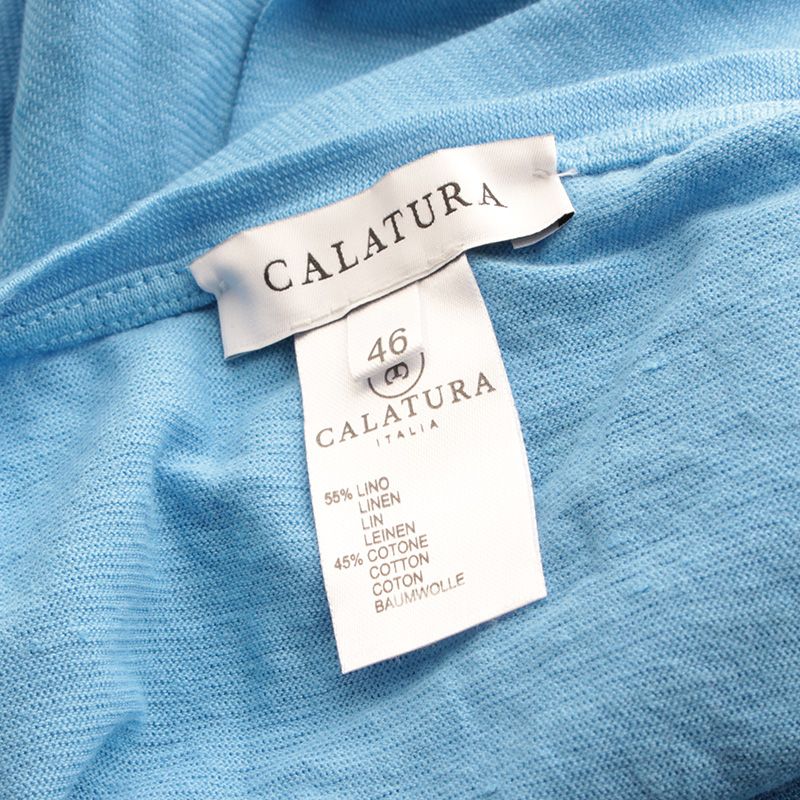 CALATURA
46
CALATURA
ITALIA
55% LINO
LINEN
LIN
LEINEN
45% COTONE
COTTON
COTON
BAUMWOLLE